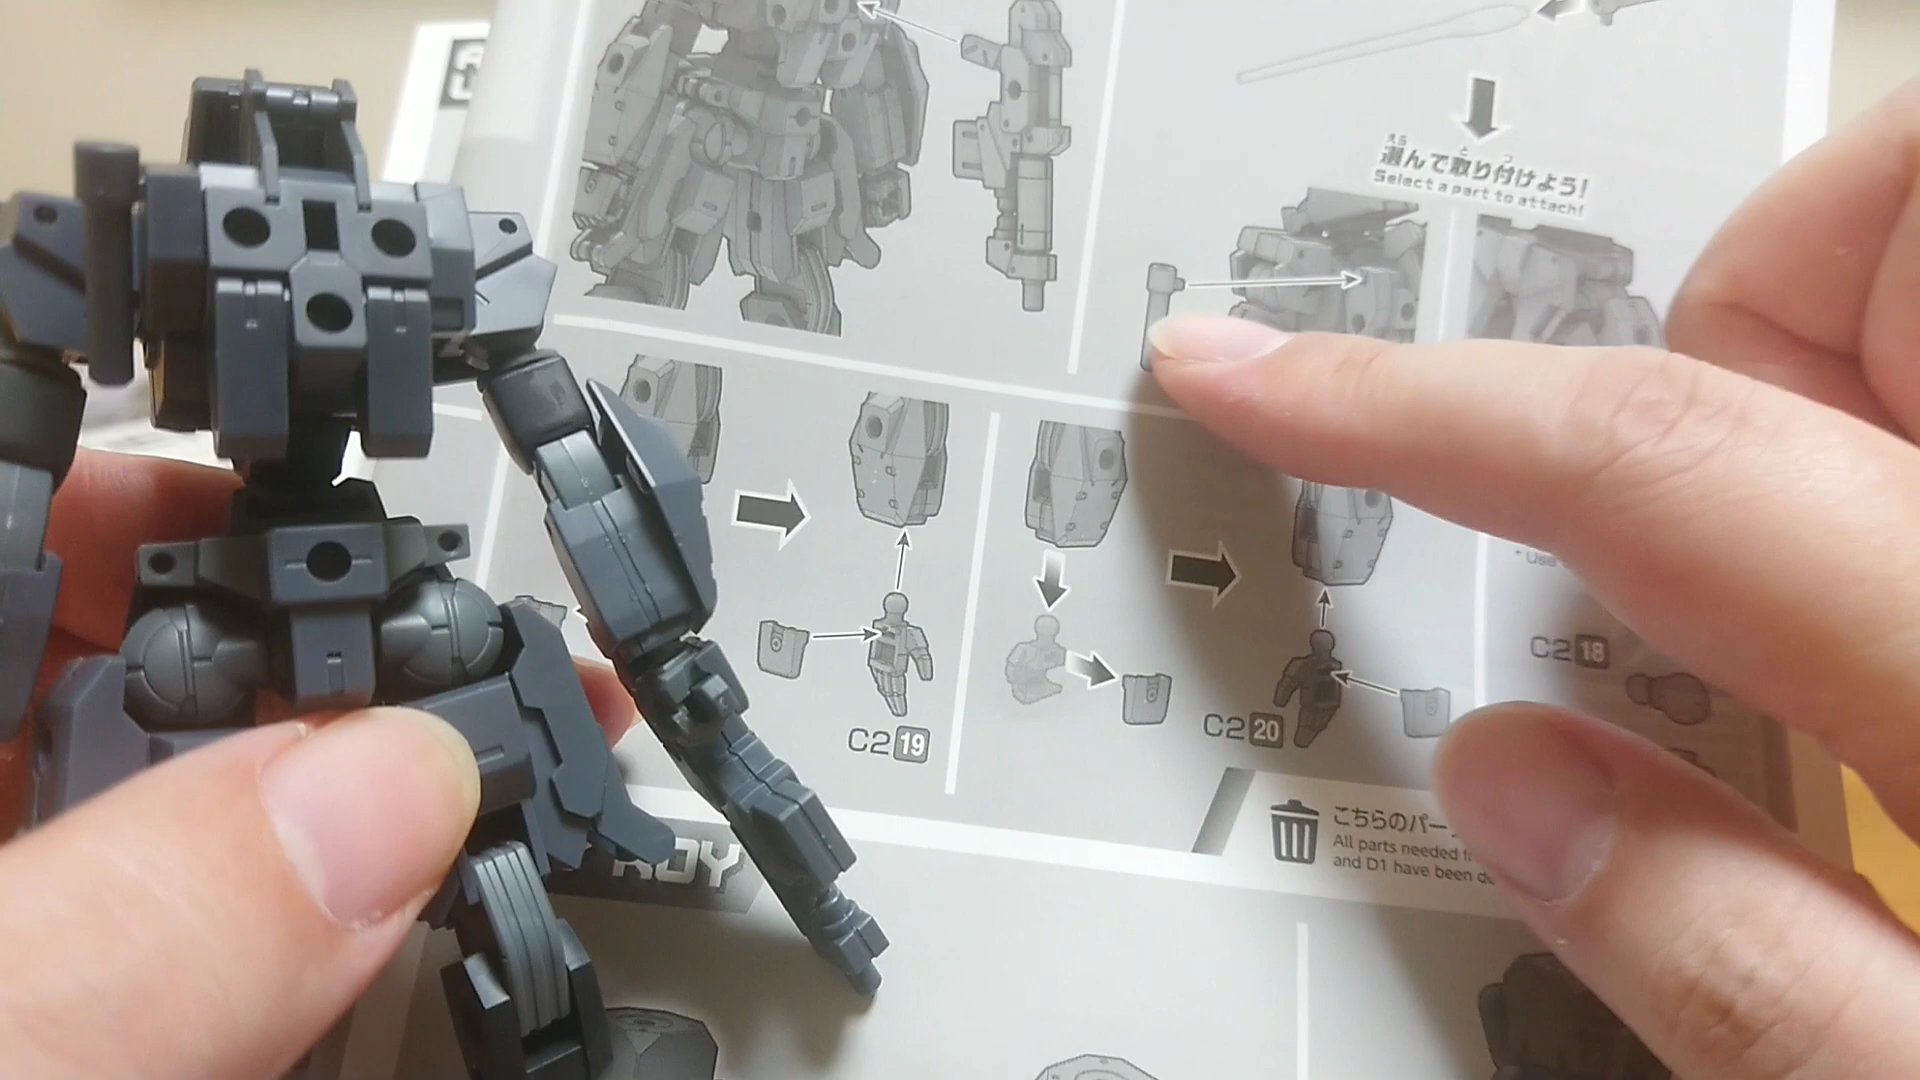 選んで取り付けよう!
Select a part to attach!
* Use
C2 18
C2 19
C2 20
こちらのパー
All parts needed
and D1 have been